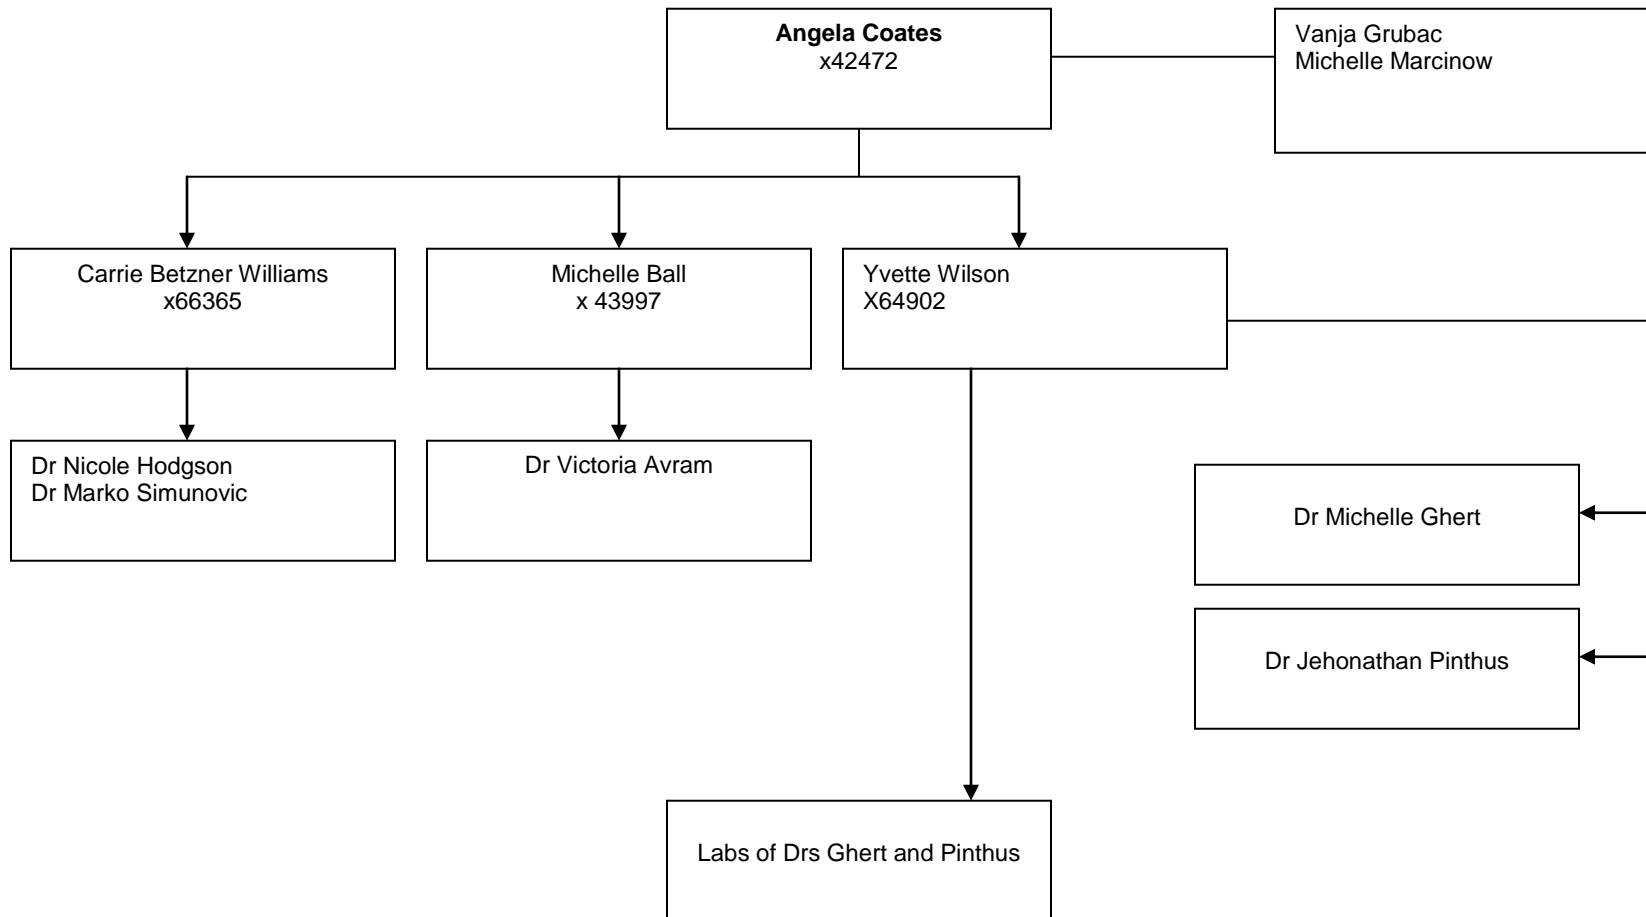 Angela Coates
x42472
Vanja Grubac
Michelle Marcinow
Carrie Betzner Williams
x66365
Michelle Ball
x 43997
Yvette Wilson
X64902
Dr Nicole Hodgson
Dr Marko Simunovic
Dr Victoria Avram
Dr Michelle Ghert
Dr Jehonathan Pinthus
Labs of Drs Ghert and Pinthus